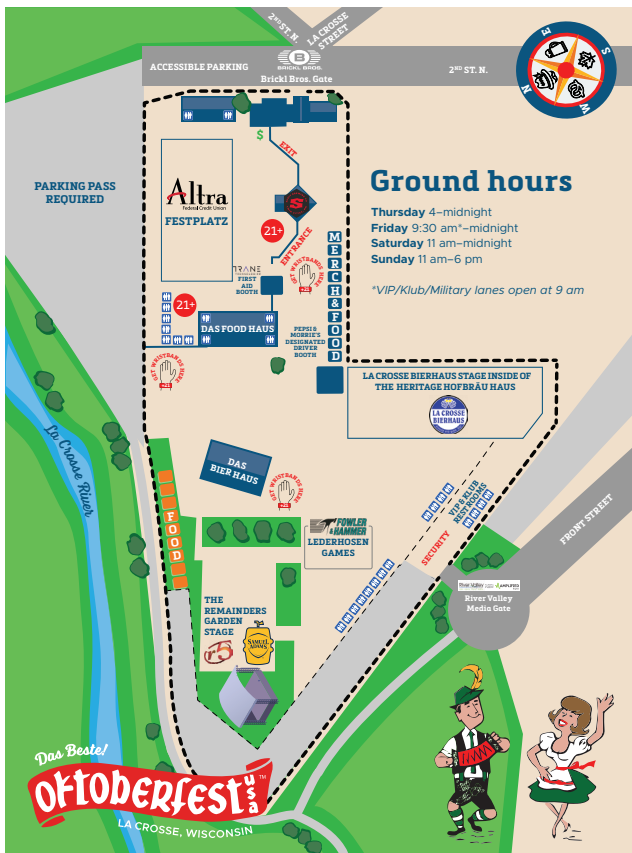 2ND ST. N.
LA CROSSE
STREET
ACCESSIBLE PARKING
B
BRICKL BROS.
Brickl Bros. Gate
2ND ST. N.
E
S
N
W
PARKING PASS
REQUIRED
$
EXIT
Altra
Federal Credit Union
FESTPLATZ
S
21+
ENTRANCE
Ground hours
Thursday 4–midnight
Friday 9:30 am*–midnight
Saturday 11 am–midnight
Sunday 11 am–6 pm
*VIP/Klub/Military lanes open at 9 am
TRANE
FIRST
AID
BOOTH
GET WRISTBANDS HERE
MERCH & FOOD
21+
DAS FOOD HAUS
PEPSI &
MORRIE'S
DESIGNATED
DRIVER
BOOTH
GET WRISTBANDS HERE
LA CROSSE BIERHAUS STAGE INSIDE OF
THE HERITAGE HOFBRÄU HAUS
LA CROSSE
BIERHAUS
La Crosse River
DAS
BIER HAUS
GET WRISTBANDS HERE
VIP & KLUB
RESTROOMS
FOOD
FOWLER
& HAMMER
LEDERHOSEN
GAMES
SECURITY
FRONT STREET
River Valley
AMPLIFIED
River Valley
Media Gate
THE
REMAINDERS
GARDEN
STAGE
r5
SAMUEL
ADAMS
Das Beste!
oktoberfest usa™
LA CROSSE, WISCONSIN